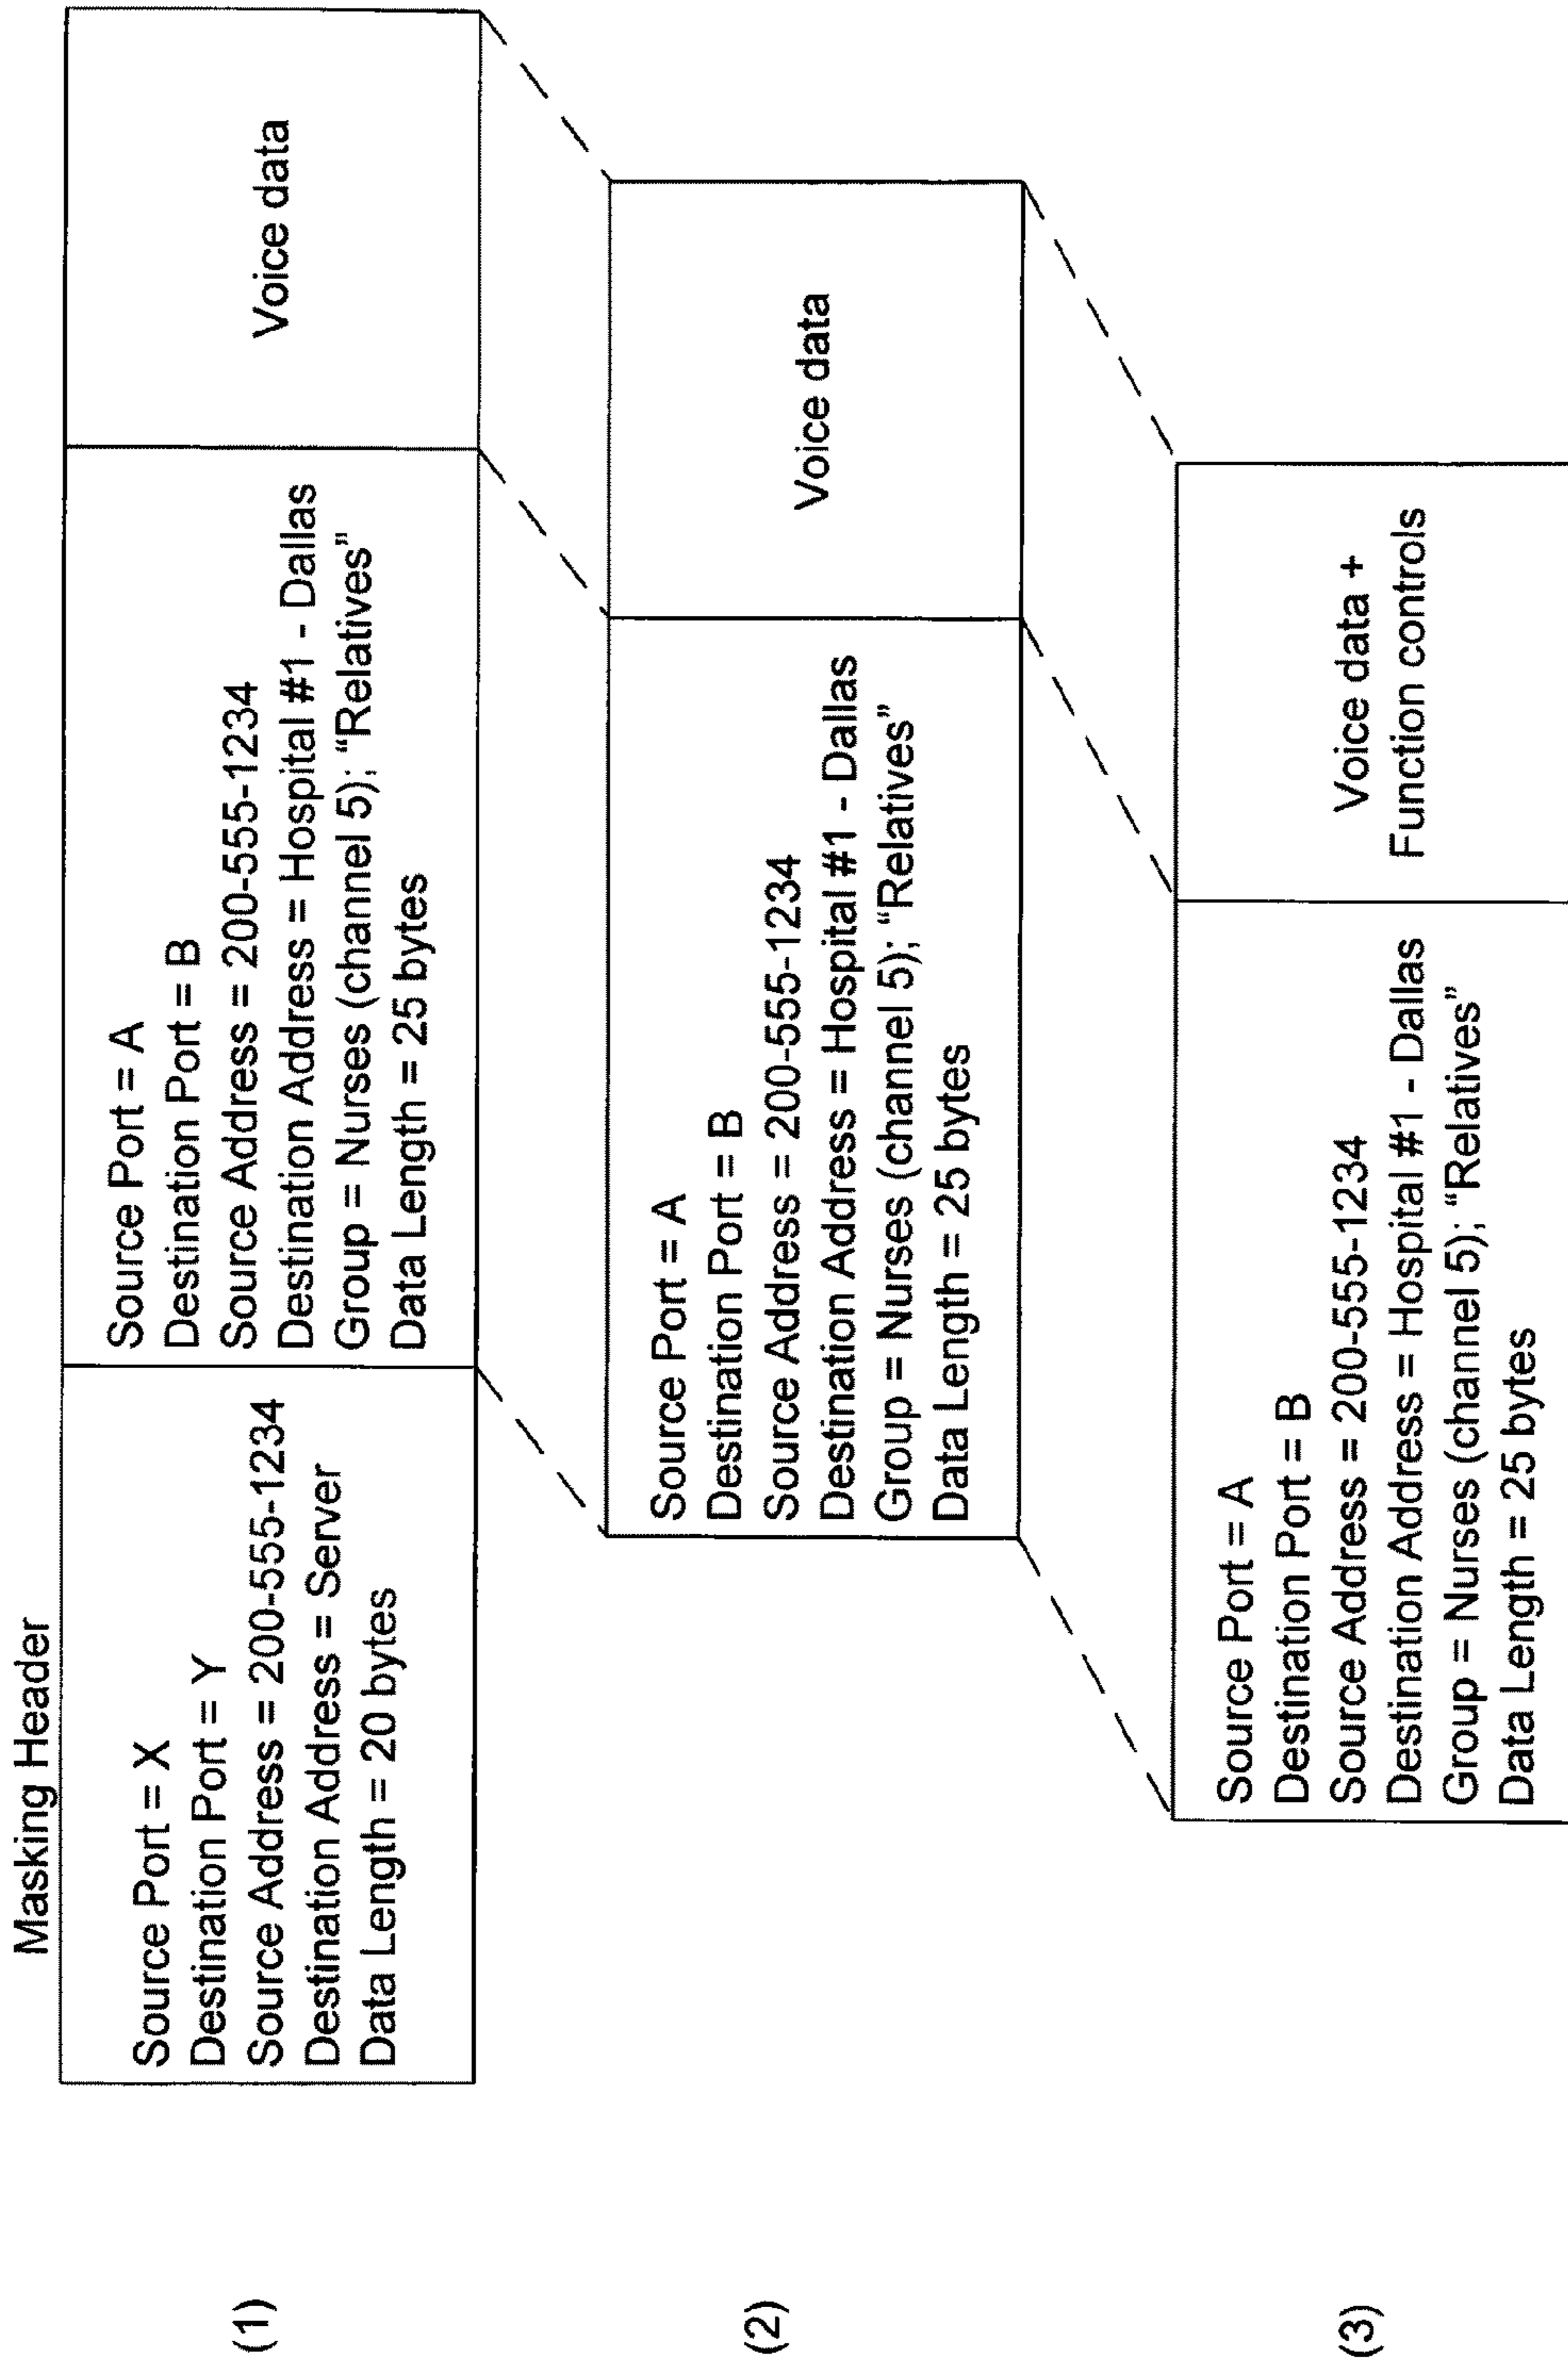 Masking Header
(1)
Source Port = X
Destination Port = Y
Source Address = 200-555-1234
Destination Address = Server
Data Length = 20 bytes
Source Port = A
Destination Port = B
Source Address = 200-555-1234
Destination Address = Hospital #1 - Dallas
Group = Nurses (channel 5); “Relatives”
Data Length = 25 bytes
Voice data
(2)
Source Port = A
Destination Port = B
Source Address = 200-555-1234
Destination Address = Hospital #1 - Dallas
Group = Nurses (channel 5); “Relatives”
Data Length = 25 bytes
Voice data
(3)
Source Port = A
Destination Port = B
Source Address = 200-555-1234
Destination Address = Hospital #1 - Dallas
Group = Nurses (channel 5); “Relatives”
Data Length = 25 bytes
Voice data +
Function controls